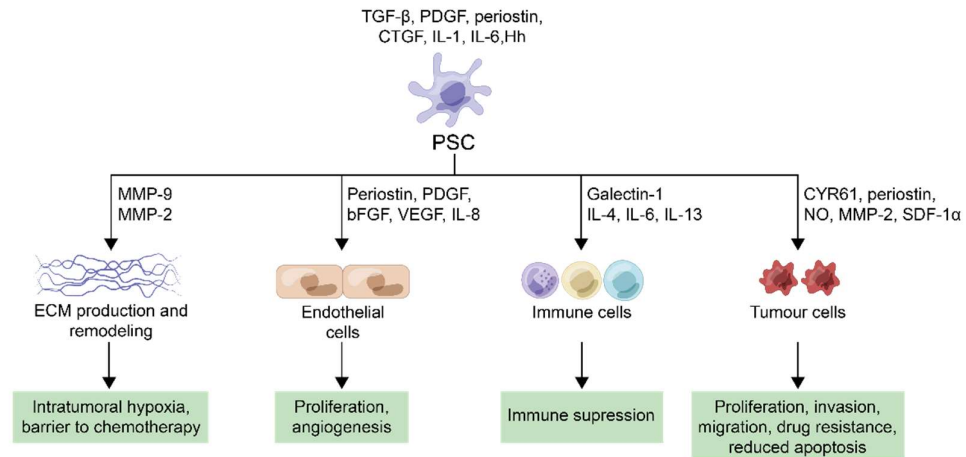 TGF-β, PDGF, periostin,
CTGF, IL-1, IL-6,Hh
PSC
MMP-9
MMP-2
Periostin, PDGF,
bFGF, VEGF, IL-8
Galectin-1
IL-4, IL-6, IL-13
CYR61, periostin,
NO, MMP-2, SDF-1α
ECM production and
remodeling
Endothelial
cells
Immune cells
Tumour cells
Intratumoral hypoxia,
barrier to chemotherapy
Proliferation,
angiogenesis
Immune supression
Proliferation, invasion,
migration, drug resistance,
reduced apoptosis